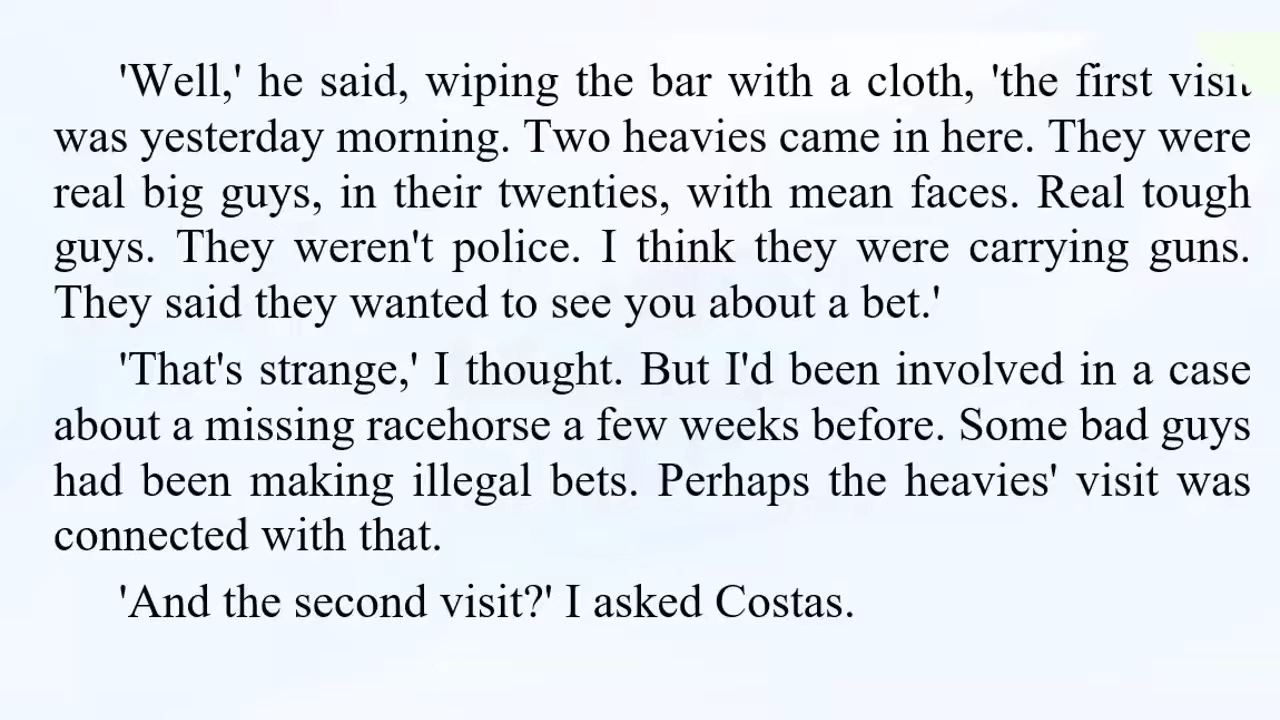 'Well,' he said, wiping the bar with a cloth, 'the first visit
was yesterday morning. Two heavies came in here. They were
real big guys, in their twenties, with mean faces. Real tough
guys. They weren't police. I think they were carrying guns.
They said they wanted to see you about a bet.'
'That's strange,' I thought. But I'd been involved in a case
about a missing racehorse a few weeks before. Some bad guys
had been making illegal bets. Perhaps the heavies' visit was
connected with that.
'And the second visit?' I asked Costas.